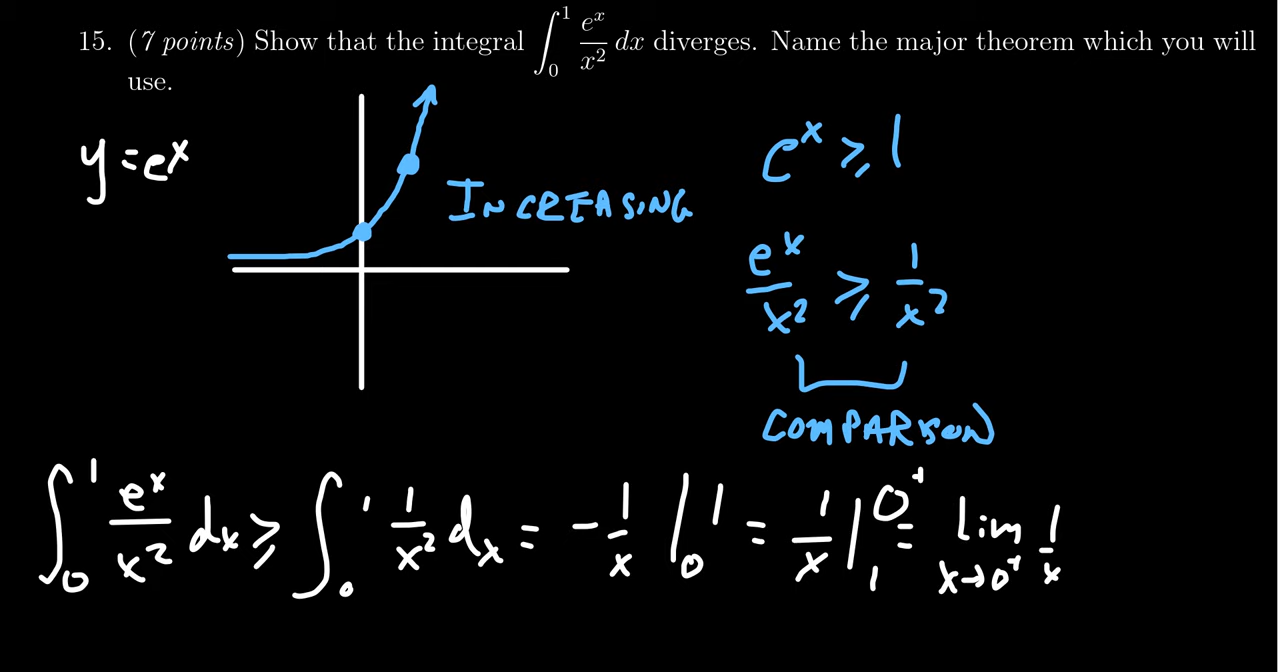 15. (7 points) Show that the integral ∫₀¹ eˣ/x² dx diverges. Name the major theorem which you will
use.
y = eˣ
INCREASING
eˣ ≥ 1
eˣ/x² ≥ 1/x²
COMPARISON
∫₀¹ eˣ/x² dx ≥ ∫₀¹ 1/x² dx = -1/x |₀¹ = 1/x |₁^{0⁺} = lim_{x→0⁺} 1/x